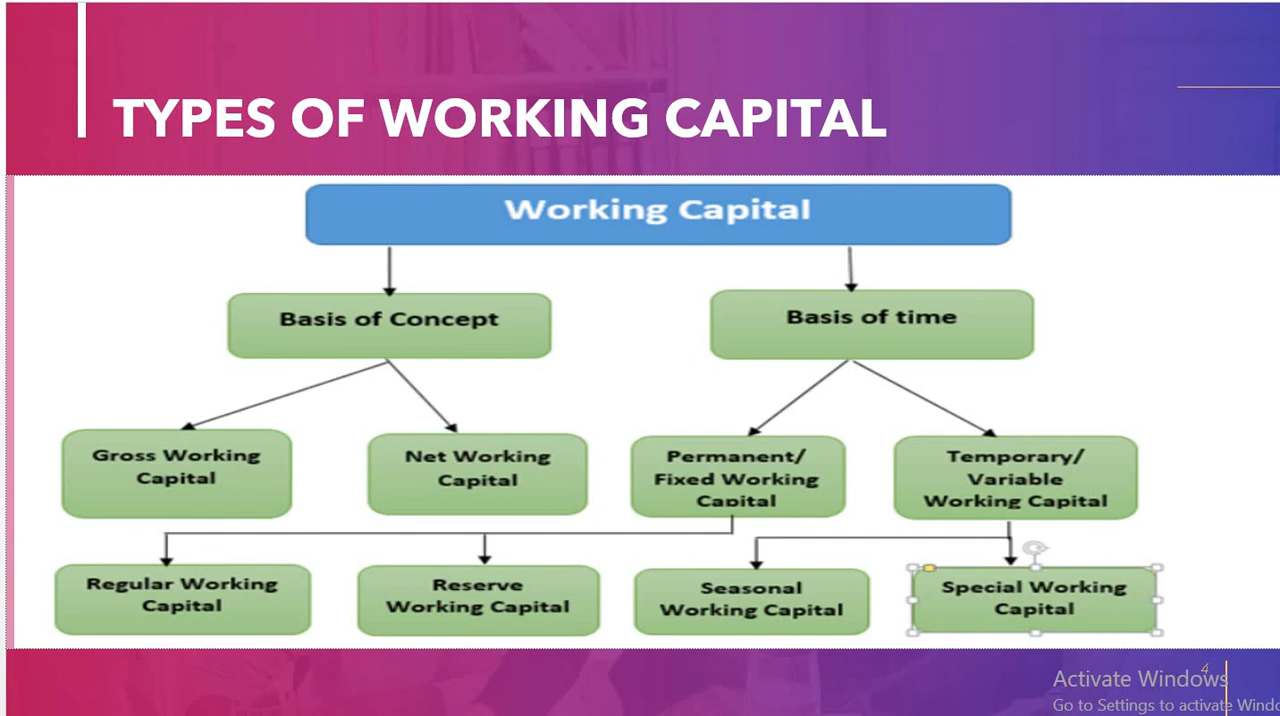 TYPES OF WORKING CAPITAL
Working Capital
Basis of Concept
Basis of time
Gross Working
Capital
Net Working
Capital
Permanent/
Fixed Working
Capital
Temporary/
Variable
Working Capital
Regular Working
Capital
Reserve
Working Capital
Seasonal
Working Capital
Special Working
Capital
4
Activate Windows
Go to Settings to activate Windo